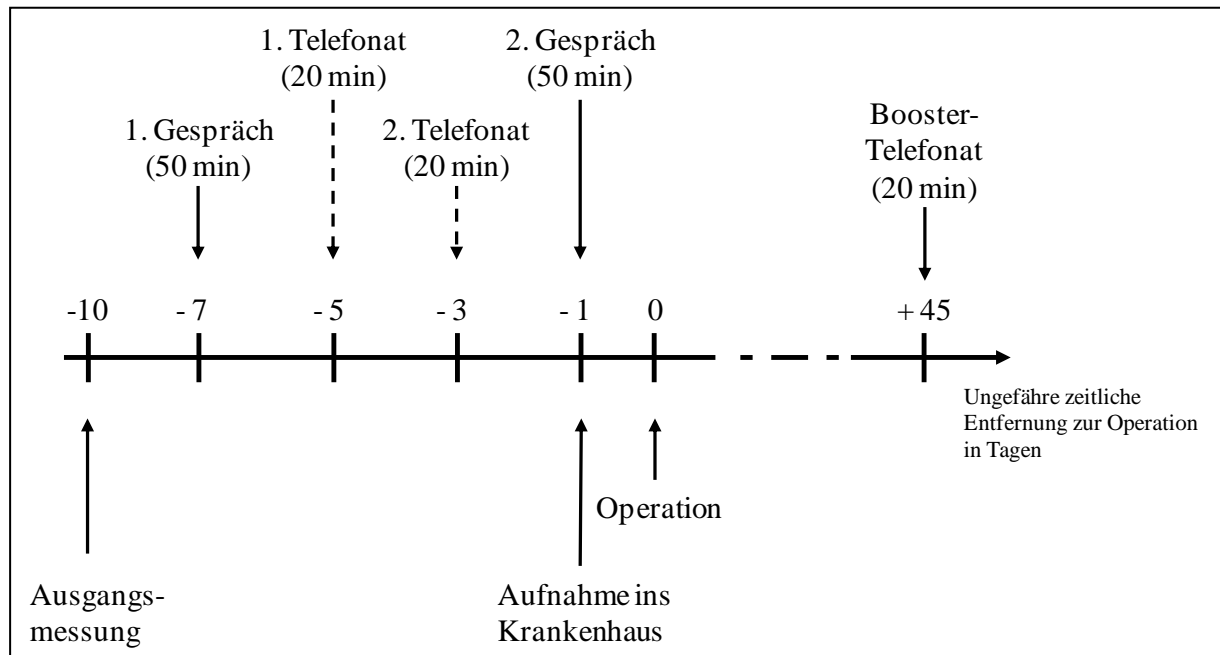 1. Telefonat
(20 min)
2. Gespräch
(50 min)
1. Gespräch
(50 min)
2. Telefonat
(20 min)
Booster-
Telefonat
(20 min)
-10 - 7 - 5 - 3 - 1 0 + 45
Ungefähre zeitliche
Entfernung zur Operation
in Tagen
Operation
Ausgangs-
messung
Aufnahme ins
Krankenhaus